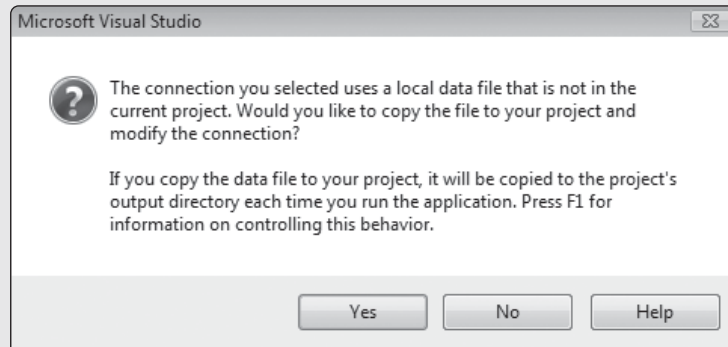 Microsoft Visual Studio
The connection you selected uses a local data file that is not in the
current project. Would you like to copy the file to your project and
modify the connection?
If you copy the data file to your project, it will be copied to the project's
output directory each time you run the application. Press F1 for
information on controlling this behavior.
Yes No Help